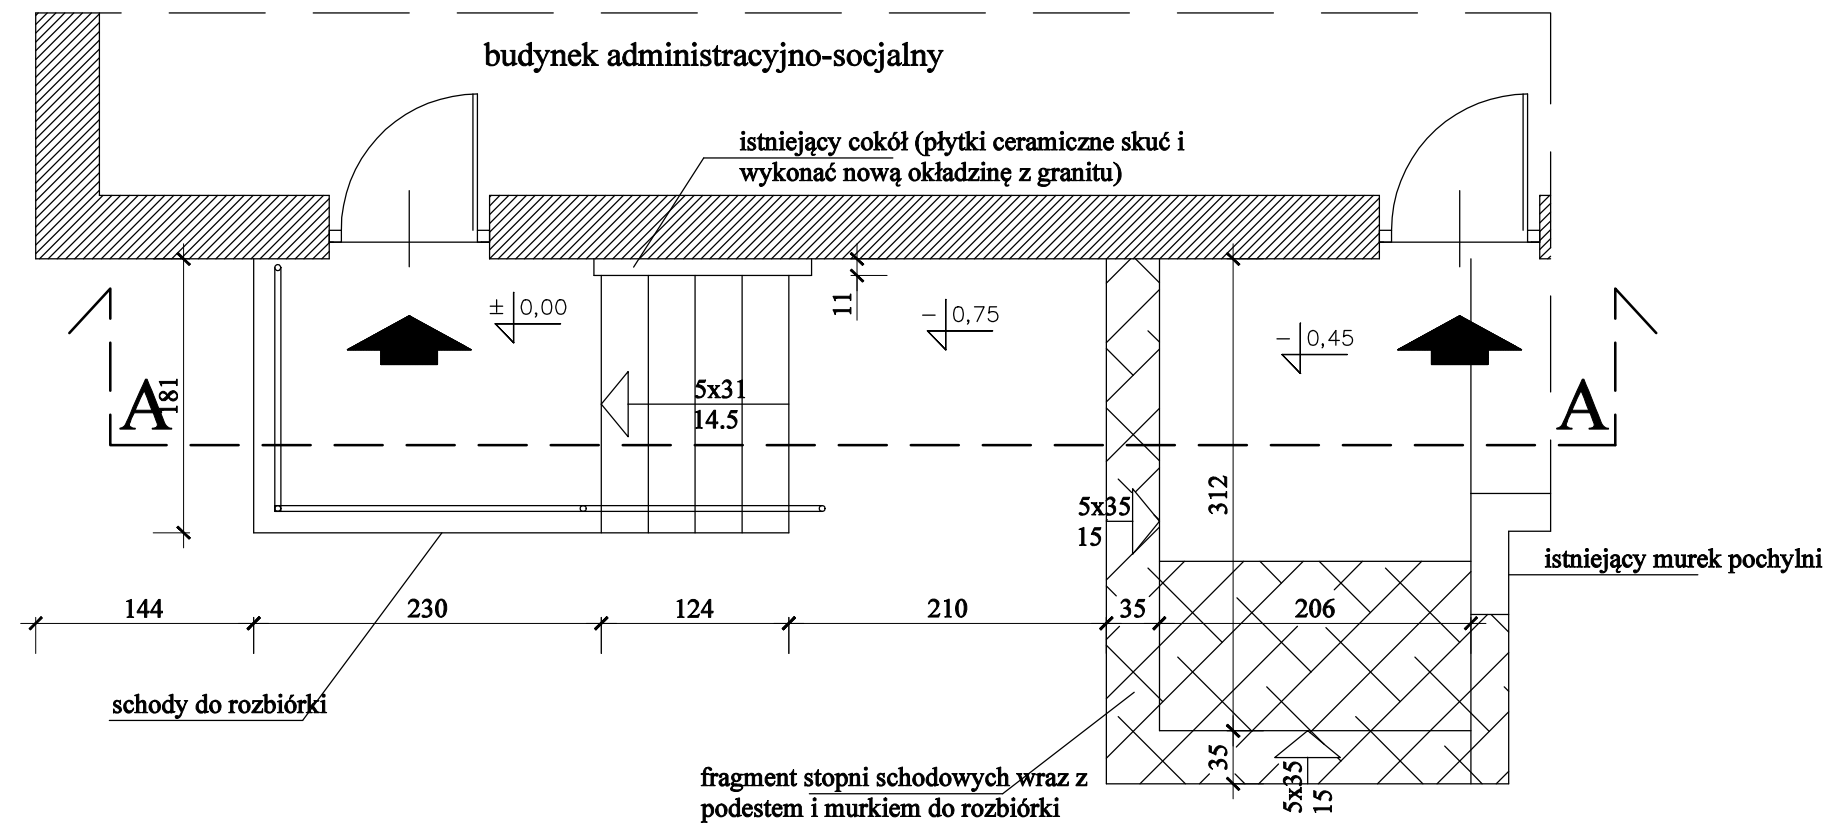 budynek administracyjno-socjalny
istniejący cokół (płytki ceramiczne skuć i
wykonać nową okładzinę z granitu)
± 0,00
11
- 0,75
- 0,45
A
181
5x31
14.5
A
312
5x35
15
istniejący murek pochylni
144
230
124
210
35
206
schody do rozbiórki
35
5x35
15
fragment stopni schodowych wraz z
podestem i murkiem do rozbiórki